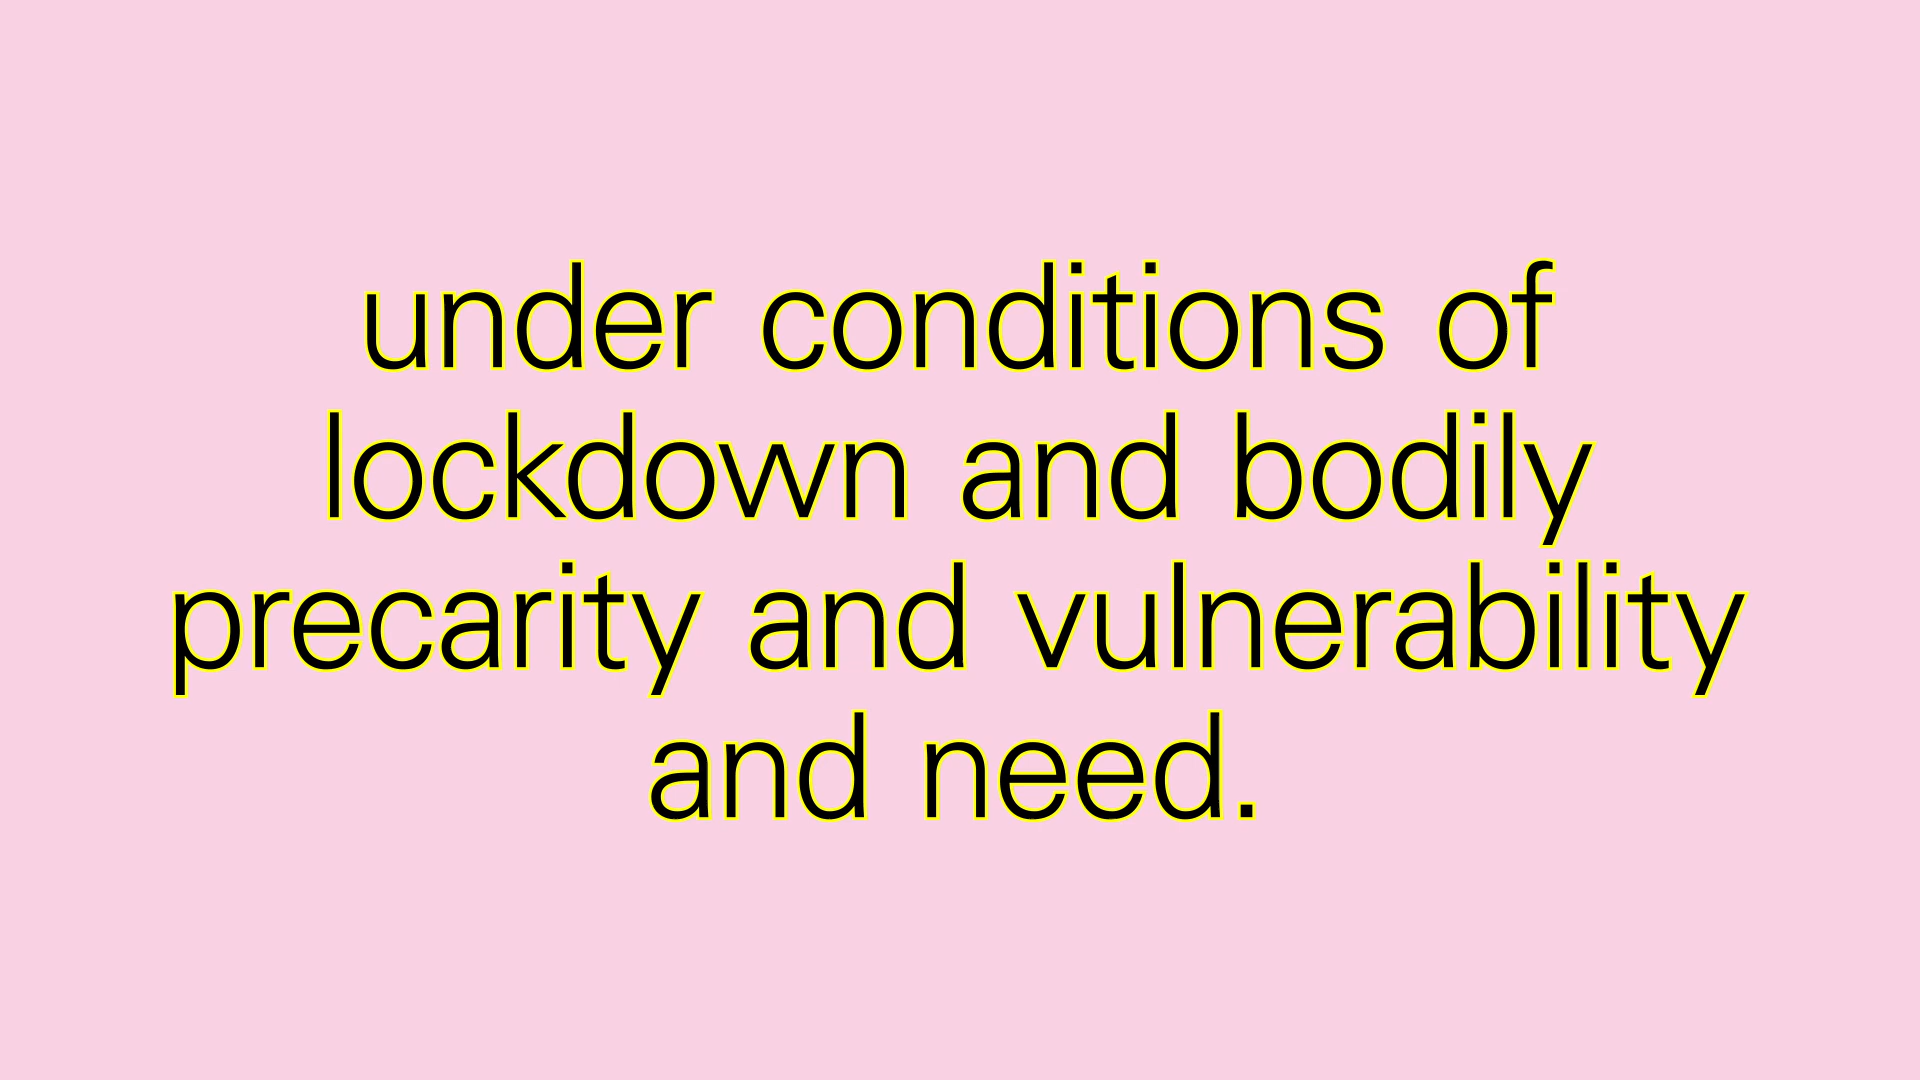 under conditions of
lockdown and bodily
precarity and vulnerability
and need.